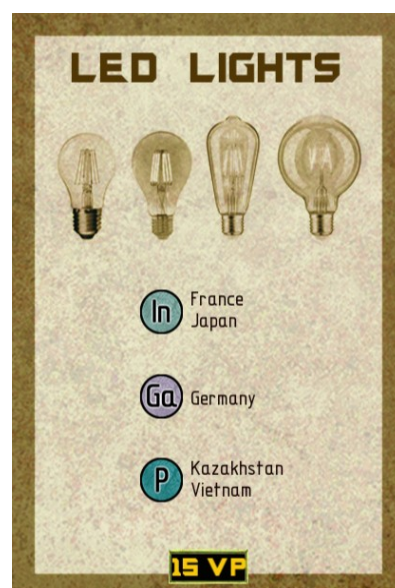 LED LIGHTS
In
France
Japan
Ga
Germany
P
Kazakhstan
Vietnam
15 VP